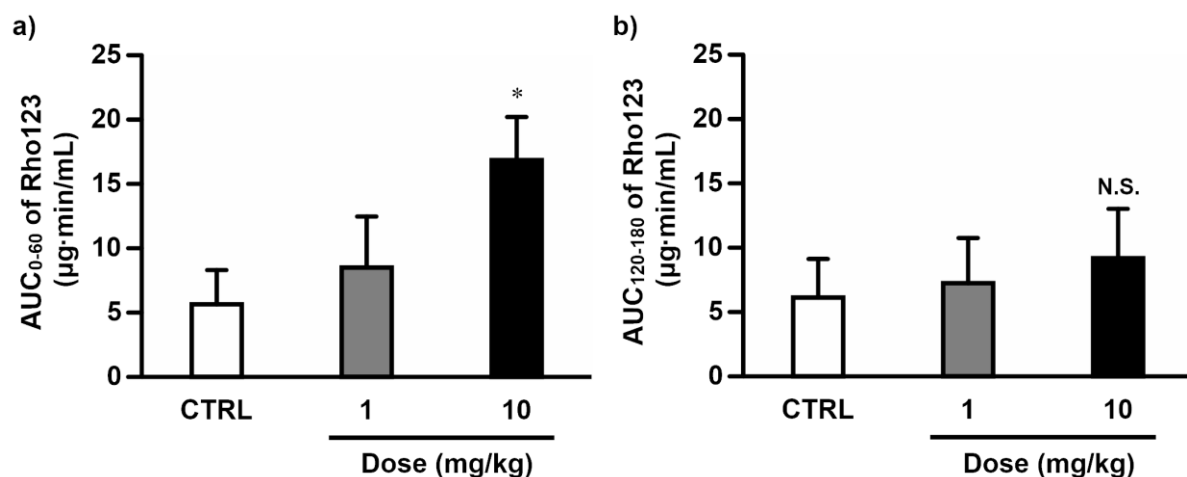 a)
AUC0-60 of Rho123
(µg·min/mL)
25
20
15
10
5
0
*
CTRL
1
10
Dose (mg/kg)
b)
AUC120-180 of Rho123
(µg·min/mL)
25
20
15
10
5
0
N.S.
CTRL
1
10
Dose (mg/kg)